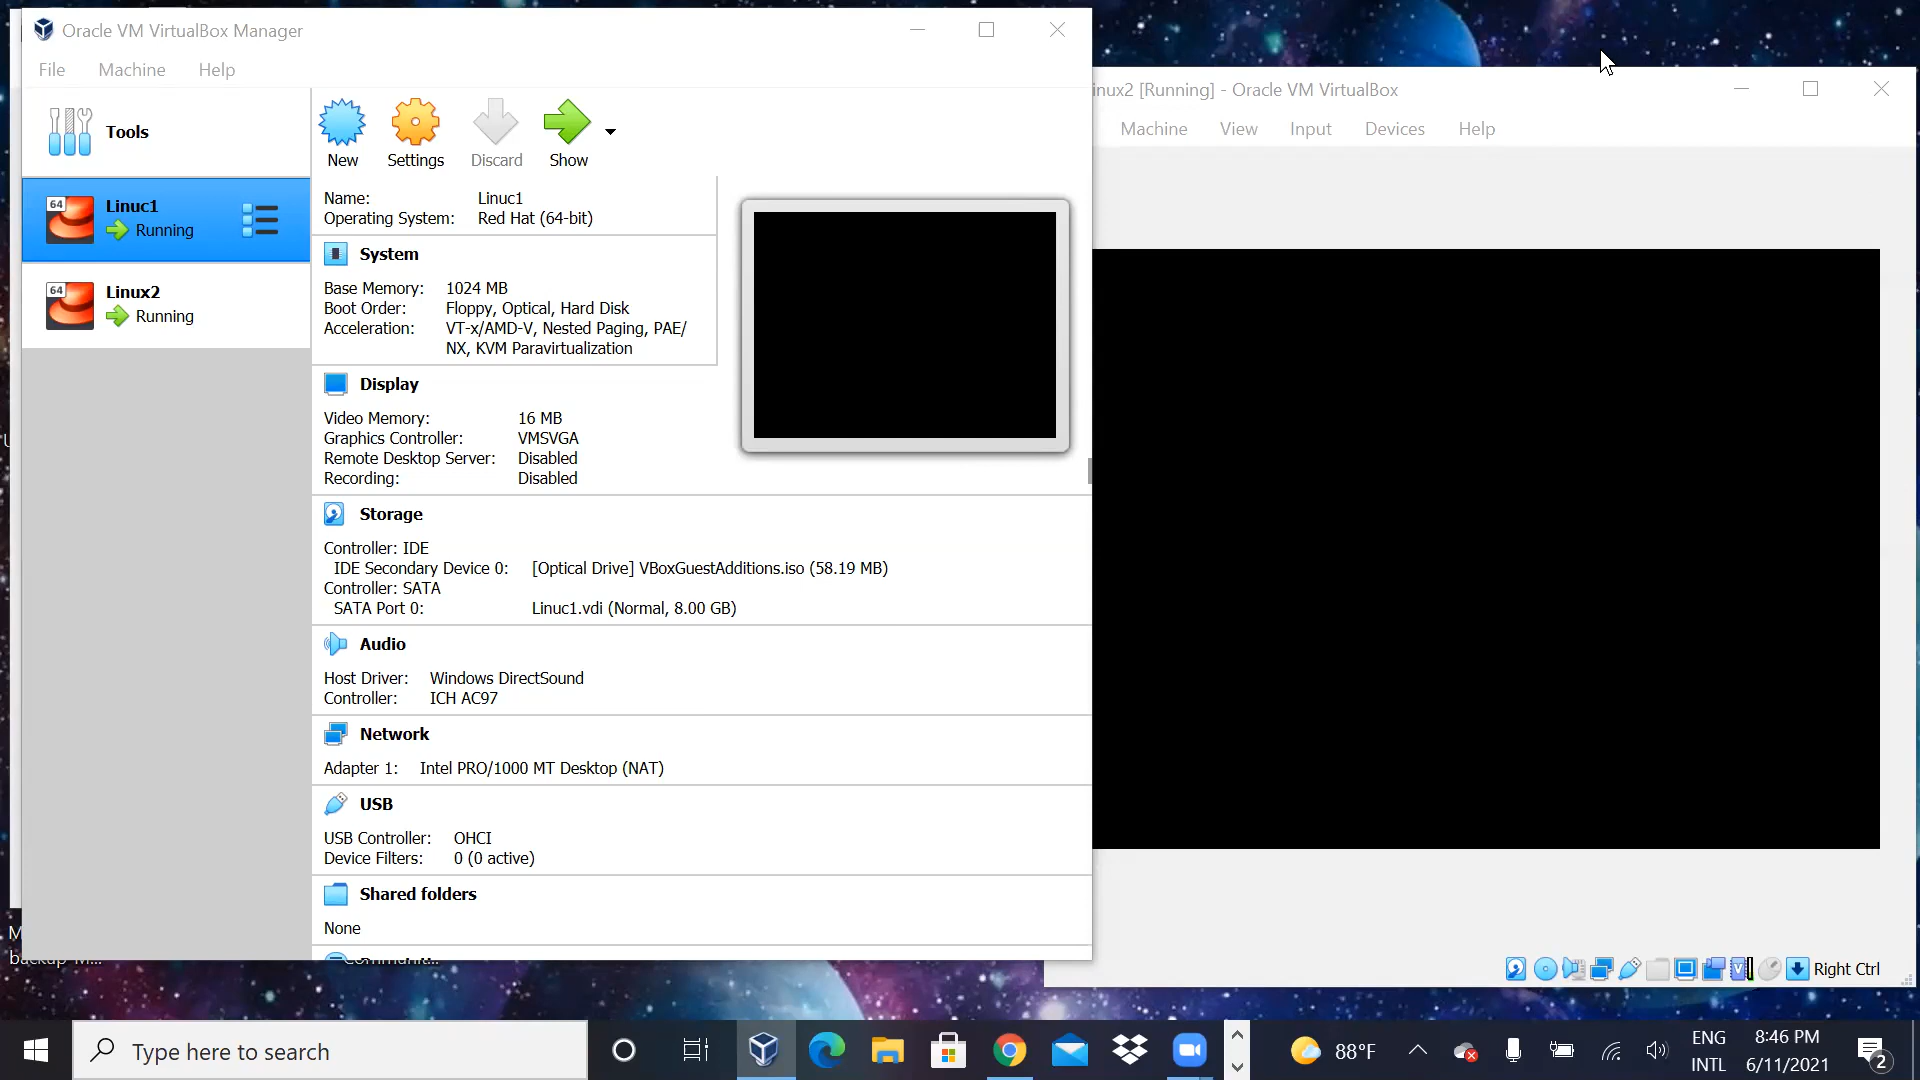 Oracle VM VirtualBox Manager
File Machine Help
Tools
64
Linuc1
Running
64
Linux2
Running
New Settings Discard Show
Name: Linuc1
Operating System: Red Hat (64-bit)
System
Base Memory: 1024 MB
Boot Order: Floppy, Optical, Hard Disk
Acceleration: VT-x/AMD-V, Nested Paging, PAE/
NX, KVM Paravirtualization
Display
Video Memory: 16 MB
Graphics Controller: VMSVGA
Remote Desktop Server: Disabled
Recording: Disabled
Storage
Controller: IDE
IDE Secondary Device 0: [Optical Drive] VBoxGuestAdditions.iso (58.19 MB)
Controller: SATA
SATA Port 0: Linuc1.vdi (Normal, 8.00 GB)
Audio
Host Driver: Windows DirectSound
Controller: ICH AC97
Network
Adapter 1: Intel PRO/1000 MT Desktop (NAT)
USB
USB Controller: OHCI
Device Filters: 0 (0 active)
Shared folders
None
inux2 [Running] - Oracle VM VirtualBox
Machine View Input Devices Help
Right Ctrl
Type here to search
88°F
ENG
INTL
8:46 PM
6/11/2021
2